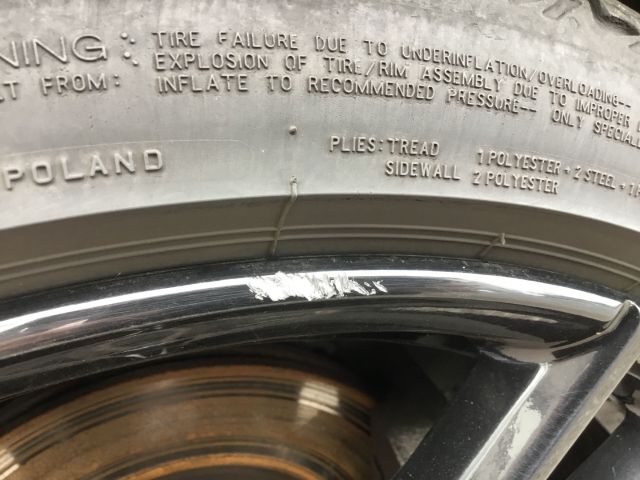 NING : TIRE FAILURE DUE TO UNDERINFLATION/OVERLOADING--
EXPLOSION OF TIRE/RIM ASSEMBLY DUE TO IMPROPER
FROM: INFLATE TO RECOMMENDED PRESSURE-- ONLY SPECIAL
POLAND
PLIES: TREAD 1 POLYESTER + 2 STEEL +
SIDEWALL 2 POLYESTER